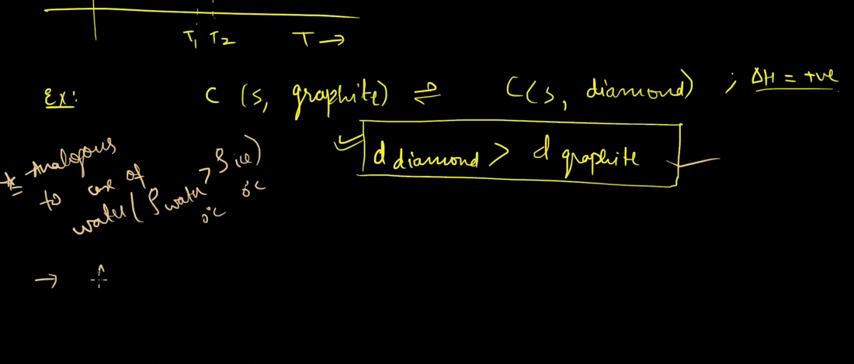 T₁ T₂ T →
Ex: C (s, graphite) ⇌ C(s, diamond) ; ΔH = +ve
d diamond > d graphite
* Analogous
to case of
water (ρ water > ρ ice)
0°C 0°C
→